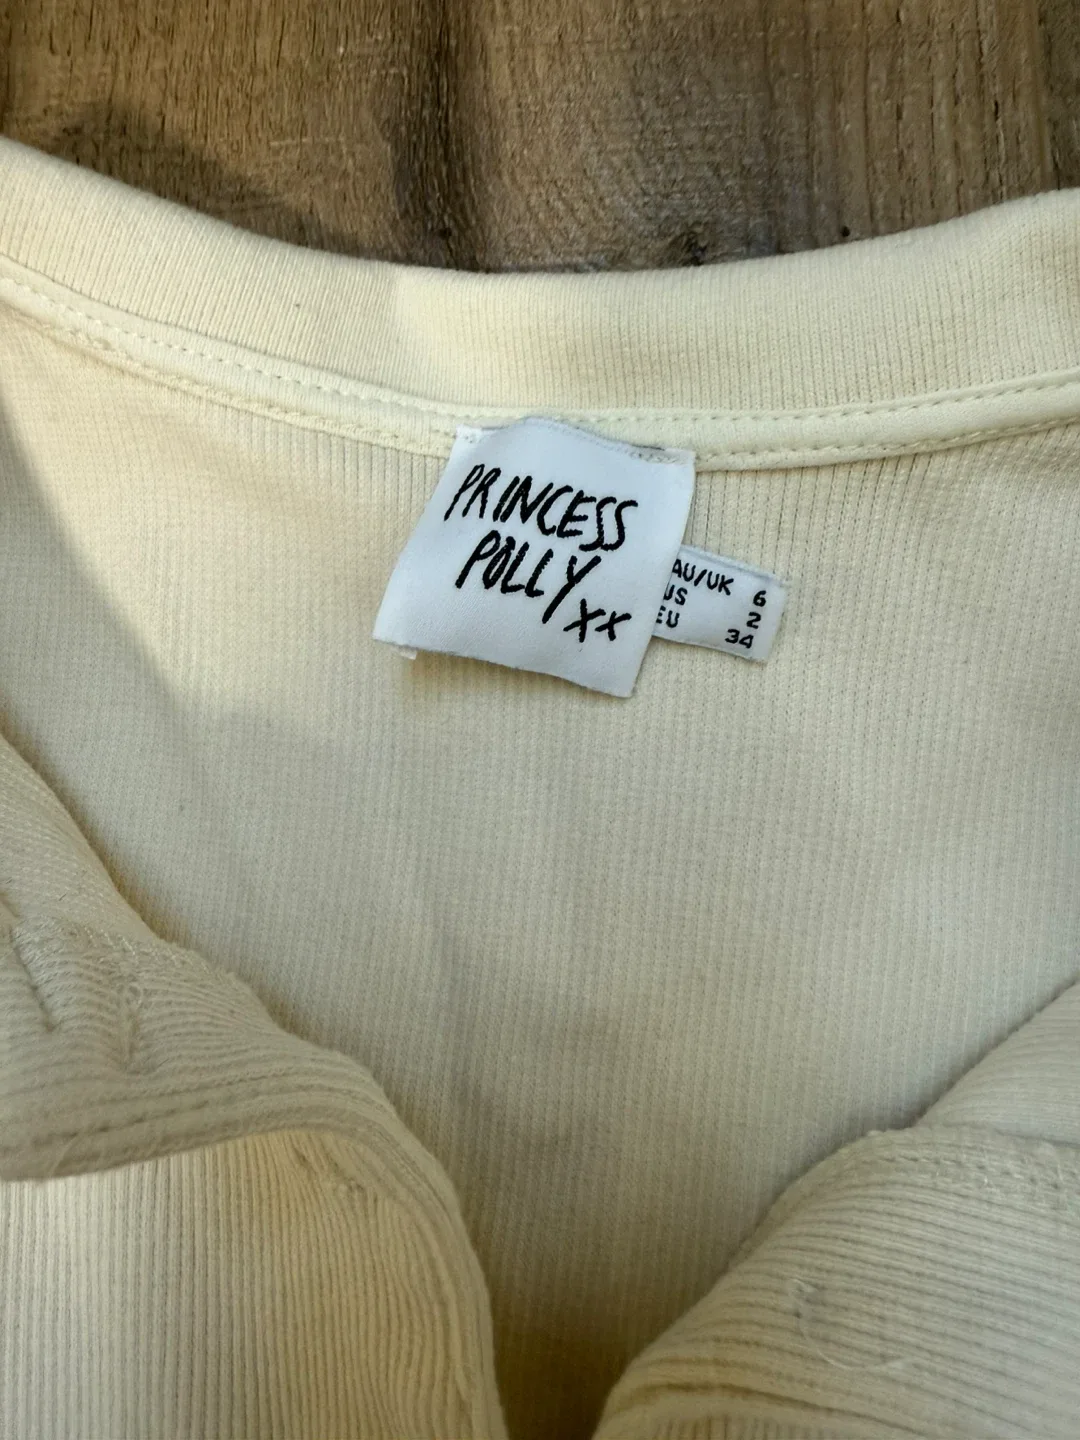 PRINCESS
POLLY
xx
AU/UK 6
US 2
EU 34